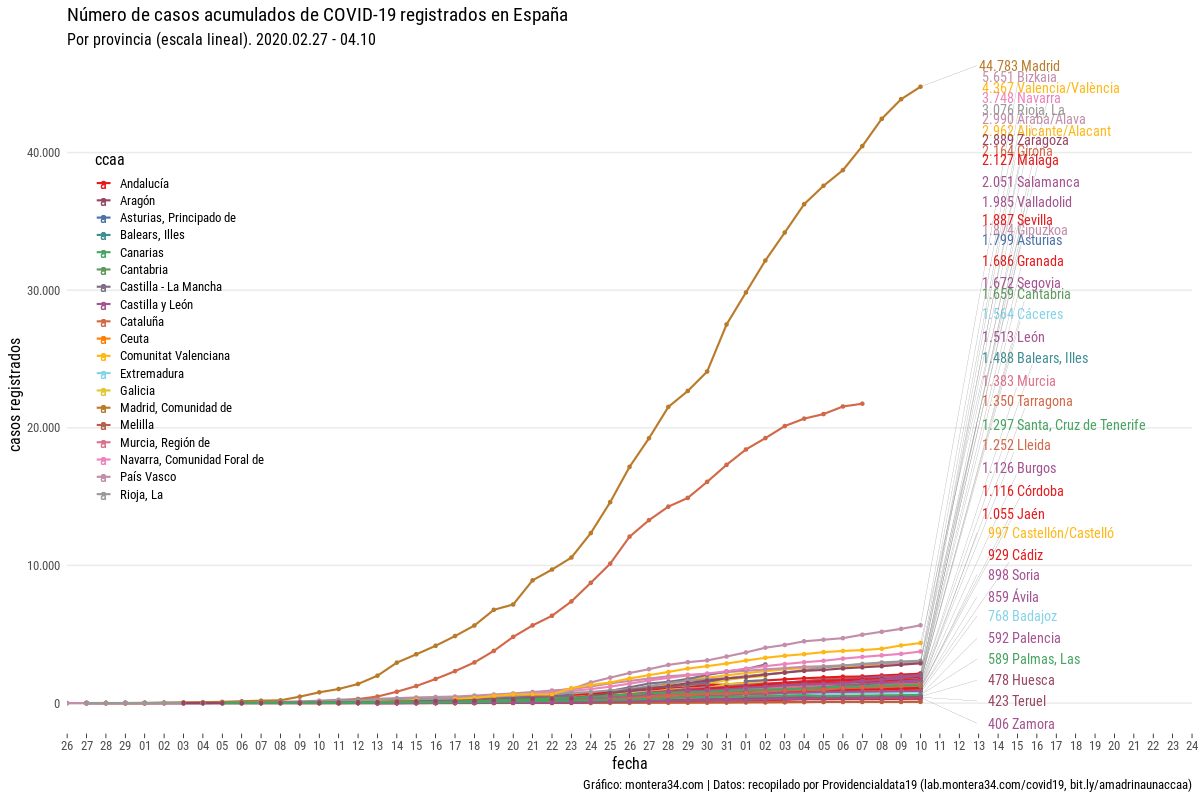 Número de casos acumulados de COVID-19 registrados en España
Por provincia (escala lineal). 2020.02.27 - 04.10
44.783 Madrid
5.651 Bizkaia
4.367 Valencia/València
3.748 Navarra
3.076 Rioja, La
2.990 Araba/Álava
2.962 Alicante/Alacant
2.889 Zaragoza
2.164 Girona
2.127 Málaga
2.051 Salamanca
1.985 Valladolid
1.887 Sevilla
1.874 Gipuzkoa
1.799 Asturias
1.686 Granada
1.672 Segovia
1.659 Cantabria
1.564 Cáceres
1.513 León
1.488 Balears, Illes
1.383 Murcia
1.350 Tarragona
1.297 Santa, Cruz de Tenerife
1.252 Lleida
1.126 Burgos
1.116 Córdoba
1.055 Jaén
997 Castellón/Castelló
929 Cádiz
898 Soria
859 Ávila
768 Badajoz
592 Palencia
589 Palmas, Las
478 Huesca
423 Teruel
406 Zamora
ccaa
Andalucía
Aragón
Asturias, Principado de
Balears, Illes
Canarias
Cantabria
Castilla - La Mancha
Castilla y León
Cataluña
Ceuta
Comunitat Valenciana
Extremadura
Galicia
Madrid, Comunidad de
Melilla
Murcia, Región de
Navarra, Comunidad Foral de
País Vasco
Rioja, La
casos registrados
40.000
30.000
20.000
10.000
0
26 27 28 29 01 02 03 04 05 06 07 08 09 10 11 12 13 14 15 16 17 18 19 20 21 22 23 24 25 26 27 28 29 30 31 01 02 03 04 05 06 07 08 09 10 11 12 13 14 15 16 17 18 19 20 21 22 23 24
fecha
Gráfico: montera34.com | Datos: recopilado por Providencialdata19 (lab.montera34.com/covid19, bit.ly/amadrinaunaccaa)